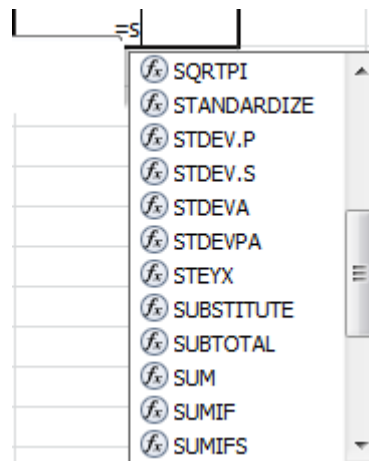 =s
SQRTPI
STANDARDIZE
STDEV.P
STDEV.S
STDEVA
STDEVPA
STEYX
SUBSTITUTE
SUBTOTAL
SUM
SUMIF
SUMIFS